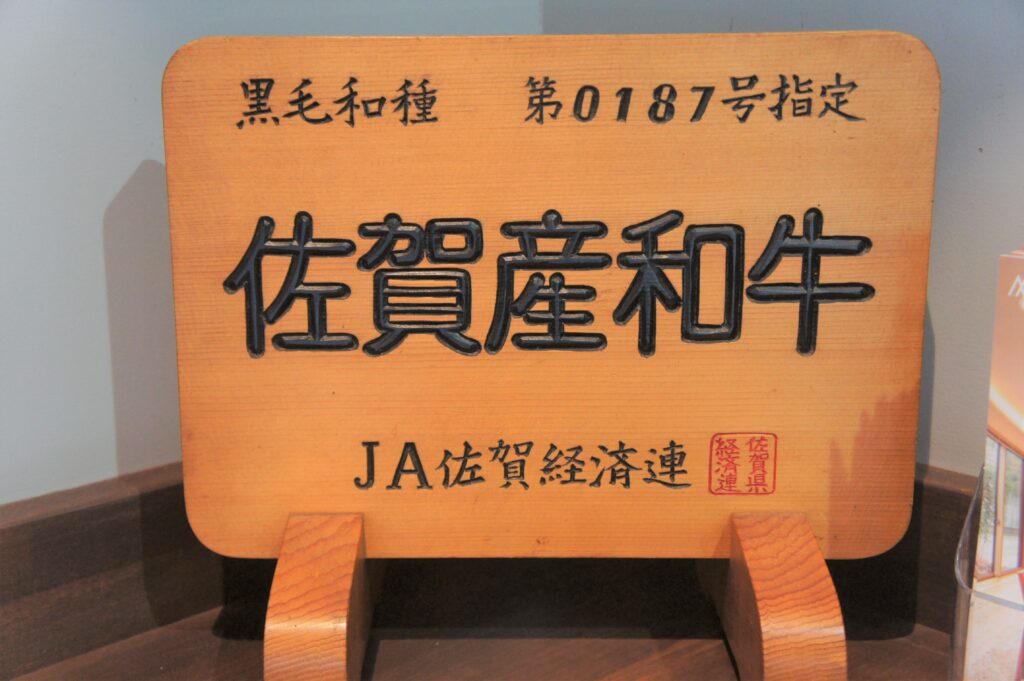 黒毛和種 第0187号指定
佐賀産和牛
JA佐賀経済連
佐賀県
経済連